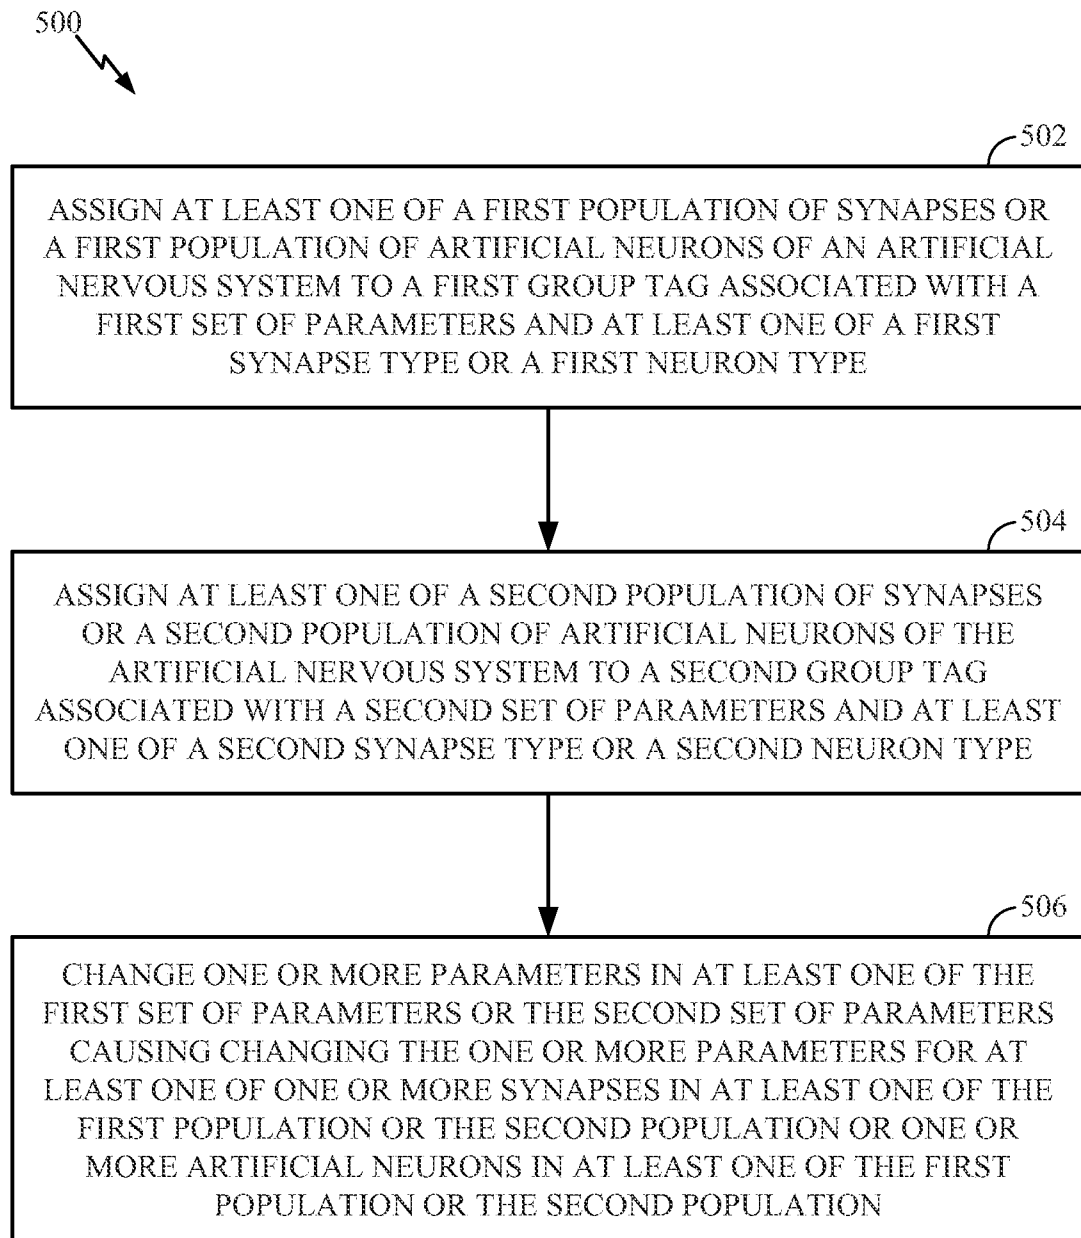 500
502
ASSIGN AT LEAST ONE OF A FIRST POPULATION OF SYNAPSES OR
A FIRST POPULATION OF ARTIFICIAL NEURONS OF AN ARTIFICIAL
NERVOUS SYSTEM TO A FIRST GROUP TAG ASSOCIATED WITH A
FIRST SET OF PARAMETERS AND AT LEAST ONE OF A FIRST
SYNAPSE TYPE OR A FIRST NEURON TYPE
504
ASSIGN AT LEAST ONE OF A SECOND POPULATION OF SYNAPSES
OR A SECOND POPULATION OF ARTIFICIAL NEURONS OF THE
ARTIFICIAL NERVOUS SYSTEM TO A SECOND GROUP TAG
ASSOCIATED WITH A SECOND SET OF PARAMETERS AND AT LEAST
ONE OF A SECOND SYNAPSE TYPE OR A SECOND NEURON TYPE
506
CHANGE ONE OR MORE PARAMETERS IN AT LEAST ONE OF THE
FIRST SET OF PARAMETERS OR THE SECOND SET OF PARAMETERS
CAUSING CHANGING THE ONE OR MORE PARAMETERS FOR AT
LEAST ONE OF ONE OR MORE SYNAPSES IN AT LEAST ONE OF THE
FIRST POPULATION OR THE SECOND POPULATION OR ONE OR
MORE ARTIFICIAL NEURONS IN AT LEAST ONE OF THE FIRST
POPULATION OR THE SECOND POPULATION